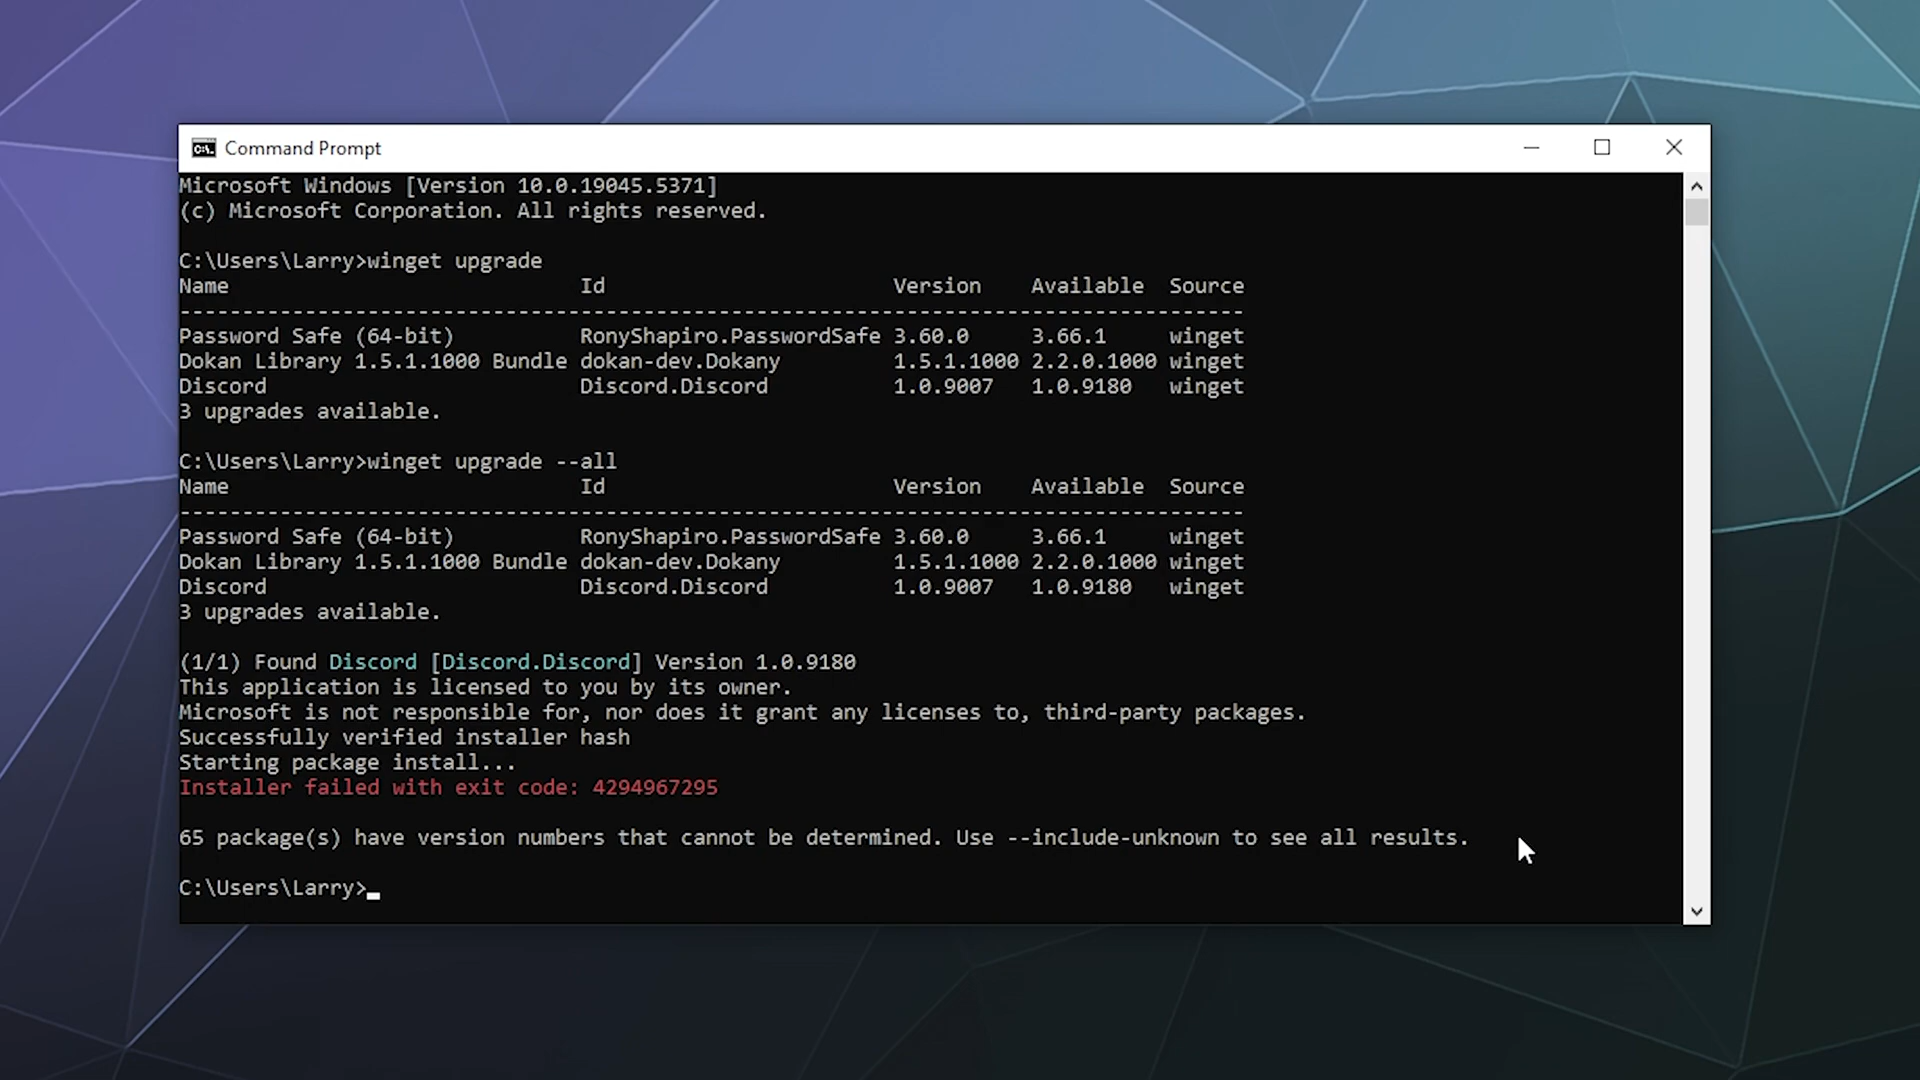 Command Prompt
Microsoft Windows [Version 10.0.19045.5371]
(c) Microsoft Corporation. All rights reserved.
C:\Users\Larry>winget upgrade
Name Id Version Available Source
-------------------------------------------------------------------------------------
Password Safe (64-bit) RonyShapiro.PasswordSafe 3.60.0 3.66.1 winget
Dokan Library 1.5.1.1000 Bundle dokan-dev.Dokany 1.5.1.1000 2.2.0.1000 winget
Discord Discord.Discord 1.0.9007 1.0.9180 winget
3 upgrades available.
C:\Users\Larry>winget upgrade --all
Name Id Version Available Source
-------------------------------------------------------------------------------------
Password Safe (64-bit) RonyShapiro.PasswordSafe 3.60.0 3.66.1 winget
Dokan Library 1.5.1.1000 Bundle dokan-dev.Dokany 1.5.1.1000 2.2.0.1000 winget
Discord Discord.Discord 1.0.9007 1.0.9180 winget
3 upgrades available.
(1/1) Found Discord [Discord.Discord] Version 1.0.9180
This application is licensed to you by its owner.
Microsoft is not responsible for, nor does it grant any licenses to, third-party packages.
Successfully verified installer hash
Starting package install...
Installer failed with exit code: 4294967295
65 package(s) have version numbers that cannot be determined. Use --include-unknown to see all results.
C:\Users\Larry>